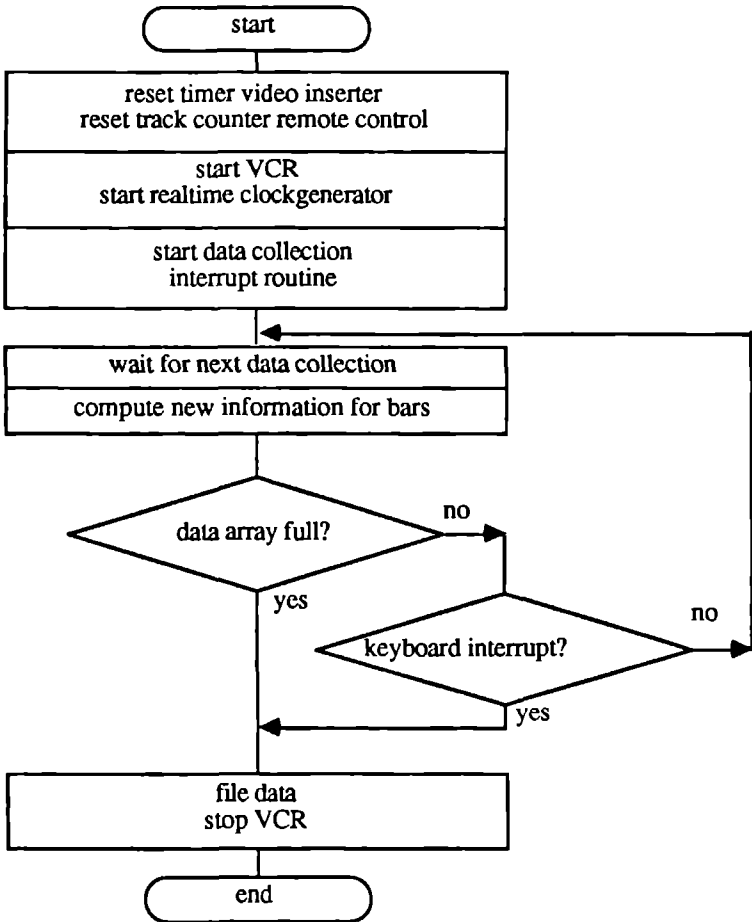 start
reset timer video inserter
reset track counter remote control
start VCR
start realtime clockgenerator
start data collection
interrupt routine
wait for next data collection
compute new information for bars
data array full?
no
yes
keyboard interrupt?
no
yes
file data
stop VCR
end